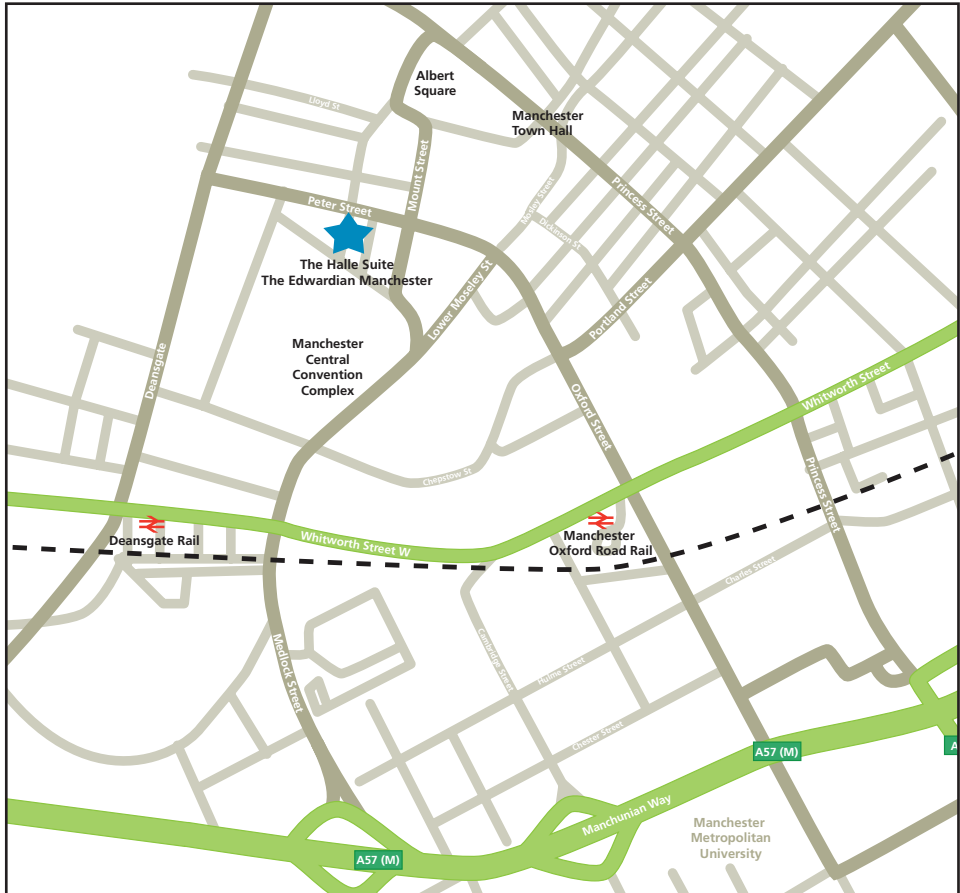 Albert
Square
Lloyd St
Manchester
Town Hall
Mount Street
Peter Street
Mosley Street
Princess Street
Dickinson St
The Halle Suite
The Edwardian Manchester
Lower Moseley St
Portland Street
Manchester
Central
Convention
Complex
Deansgate
Oxford Street
Whitworth Street
Chepstow St
Princess Street
Deansgate Rail
Whitworth Street W
Manchester
Oxford Road Rail
Charles Street
Medlock Street
Cambridge Street
Hulme Street
Chester Street
A57 (M)
A
Manchunian Way
Manchester
Metropolitan
University
A57 (M)